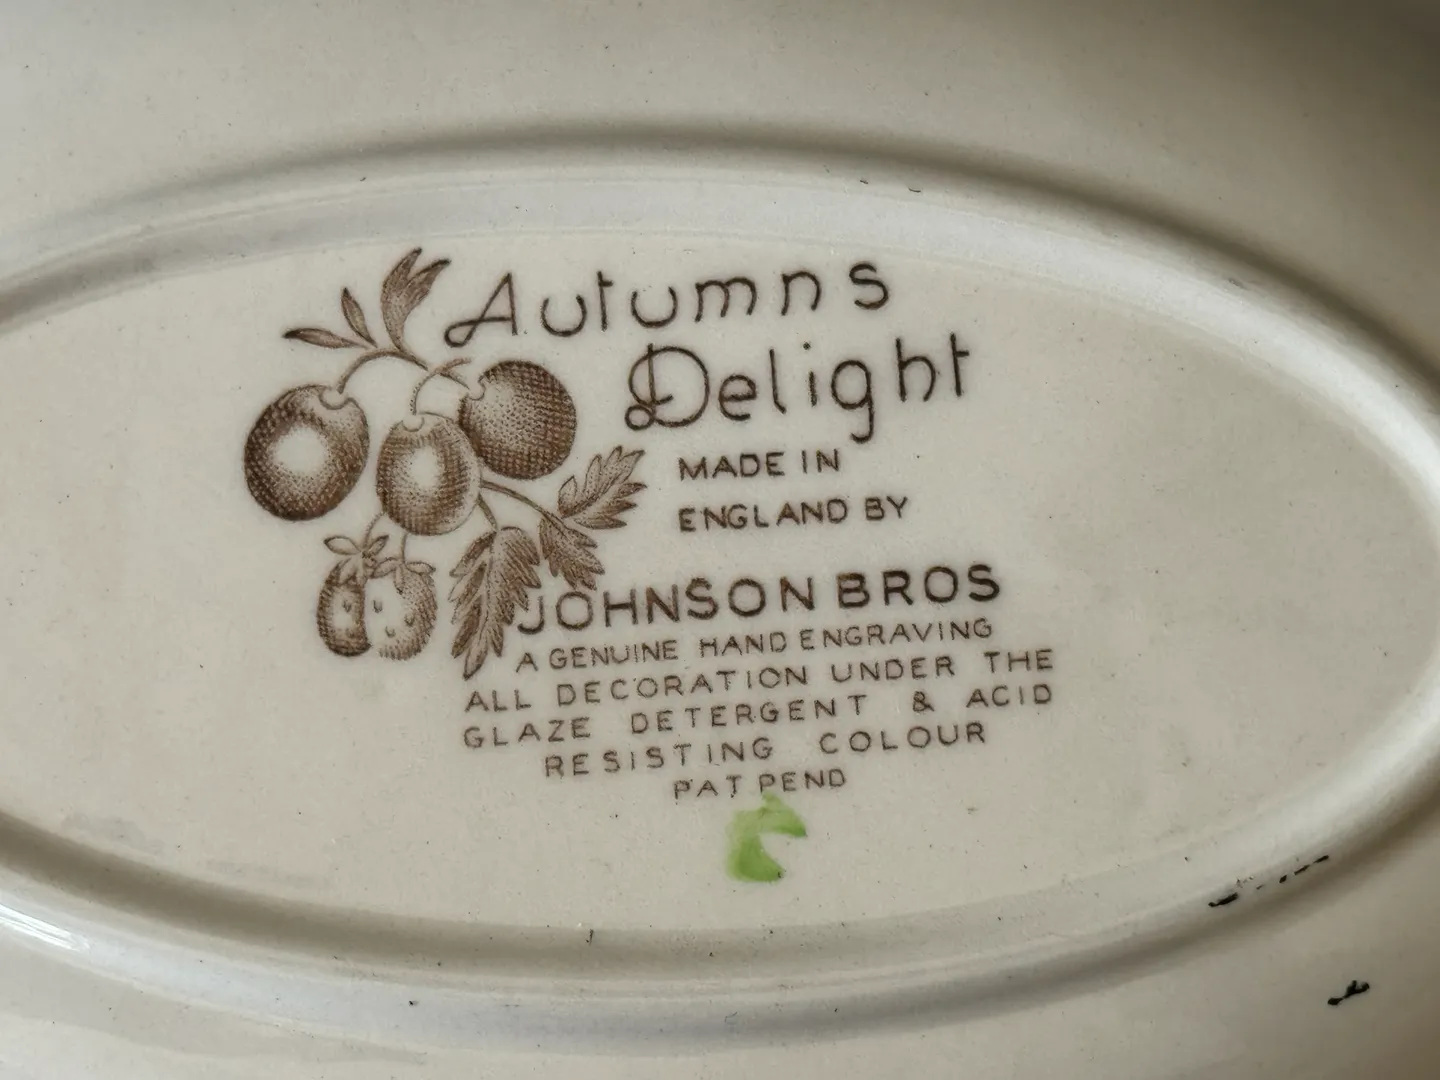 Autumns
Delight
MADE IN
ENGLAND BY
JOHNSON BROS
A GENUINE HAND ENGRAVING
ALL DECORATION UNDER THE
GLAZE DETERGENT & ACID
RESISTING COLOUR
PAT PEND